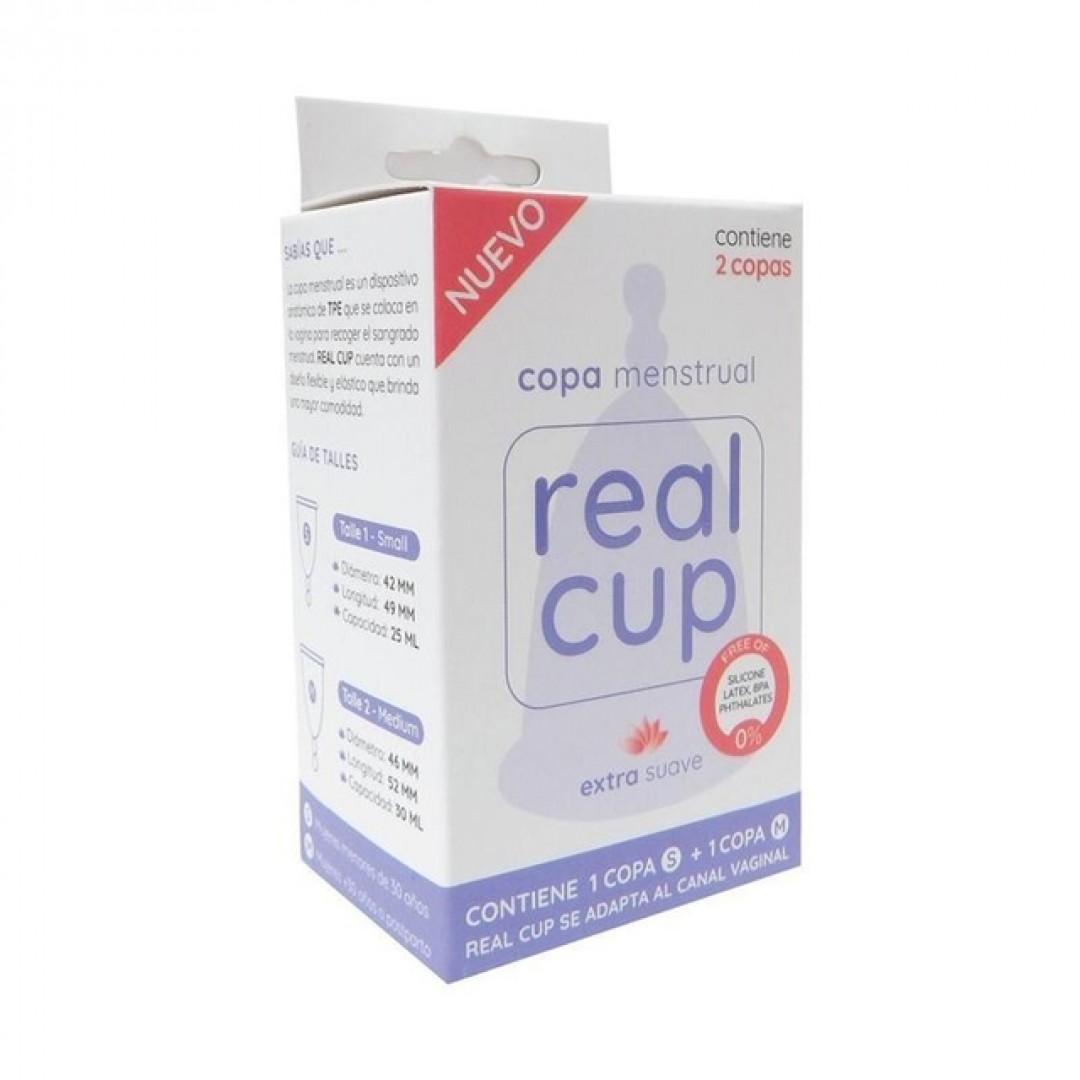 SABÍAS QUE ...
La copa menstrual es un dispositivo
anatómico de TPE que se coloca en
la vagina para recoger el sangrado
menstrual. REAL CUP cuenta con un
diseño flexible y elástico que brinda
una mayor comodidad.
GUÍA DE TALLES
S
Talle 1 - Small
Diámetro: 42 MM
Longitud: 49 MM
Capacidad: 25 ML
M
Talle 2 - Medium
Diámetro: 46 MM
Longitud: 52 MM
Capacidad: 30 ML
S Mujeres menores de 30 años
M Mujeres +30 años o postparto
NUEVO
contiene
2 copas
copa menstrual
real
cup
FREE OF
SILICONE
LATEX, BPA
PHTHALATES
0%
extra suave
CONTIENE 1 COPA S + 1 COPA M
REAL CUP SE ADAPTA AL CANAL VAGINAL